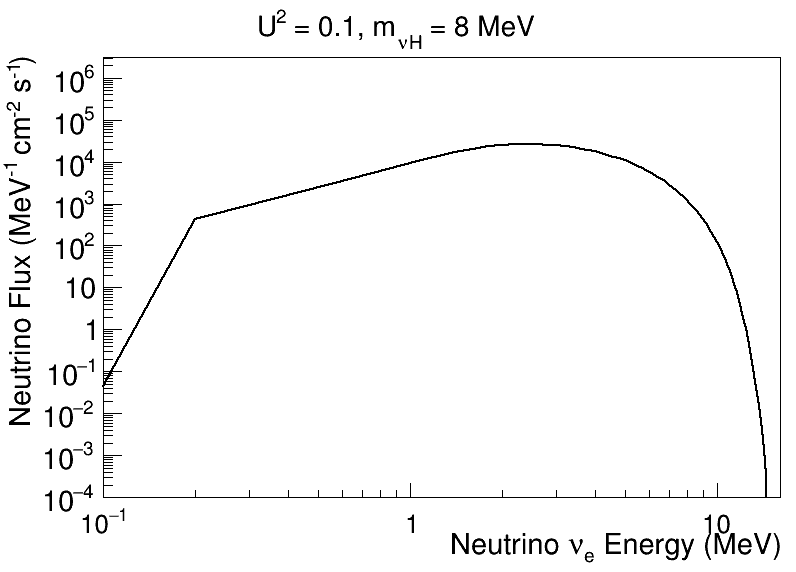 U² = 0.1, m_νH = 8 MeV
Neutrino Flux (MeV⁻¹ cm⁻² s⁻¹)
10⁶
10⁵
10⁴
10³
10²
10
1
10⁻¹
10⁻²
10⁻³
10⁻⁴
10⁻¹ 1 10
Neutrino ν_e Energy (MeV)